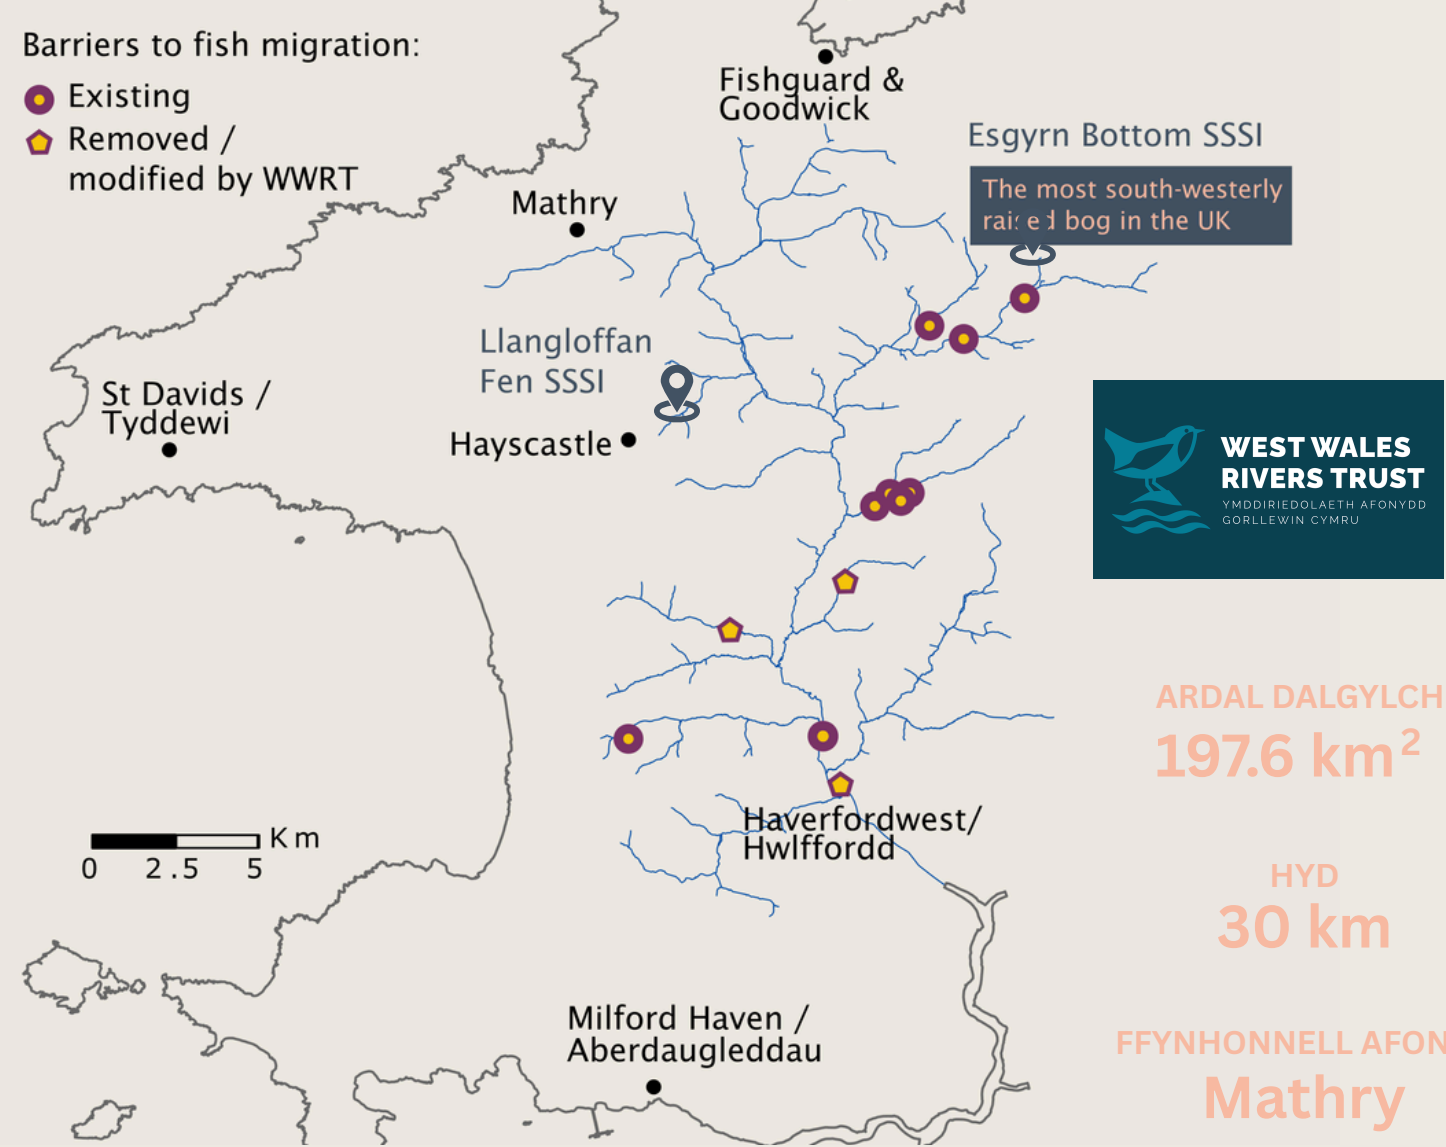 Barriers to fish migration:
Existing
Removed /
modified by WWRT
Fishguard &
Goodwick
Esgyrn Bottom SSSI
The most south-westerly
raised bog in the UK
Mathry
Llangloffan
Fen SSSI
St Davids /
Tyddewi
Hayscastle
WEST WALES
RIVERS TRUST
YMDDIRIEDOLAETH AFONYDD
GORLLEWIN CYMRU
ARDAL DALGYLCH
197.6 km²
Haverfordwest/
Hwlffordd
Km
0 2.5 5
HYD
30 km
Milford Haven /
Aberdaugleddau
FFYNHONNELL AFON
Mathry